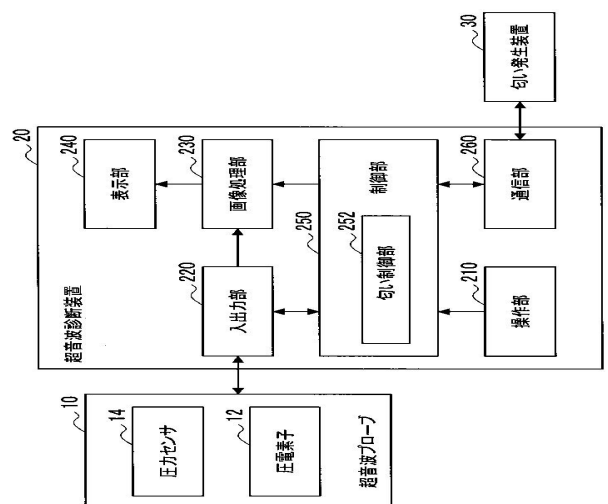 10
14
圧力センサ
12
圧電素子
超音波プローブ
20
超音波診断装置
240
表示部
220
入出力部
230
画像処理部
250
制御部
252
匂い制御部
210
操作部
260
通信部
30
匂い発生装置